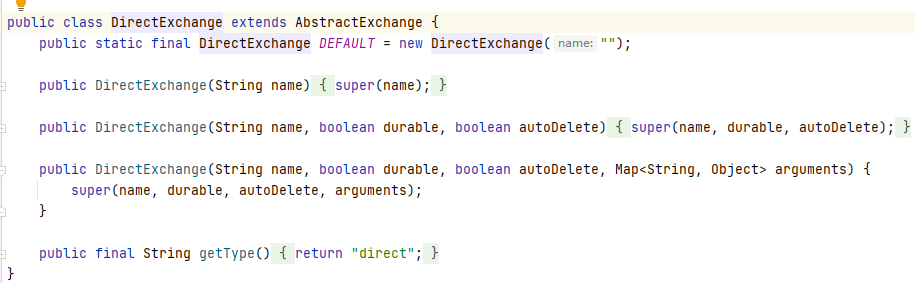 public class DirectExchange extends AbstractExchange {
    public static final DirectExchange DEFAULT = new DirectExchange( name: "");
    public DirectExchange(String name) { super(name); }
    public DirectExchange(String name, boolean durable, boolean autoDelete) { super(name, durable, autoDelete); }
    public DirectExchange(String name, boolean durable, boolean autoDelete, Map<String, Object> arguments) {
        super(name, durable, autoDelete, arguments);
    }
    public final String getType() { return "direct"; }
}